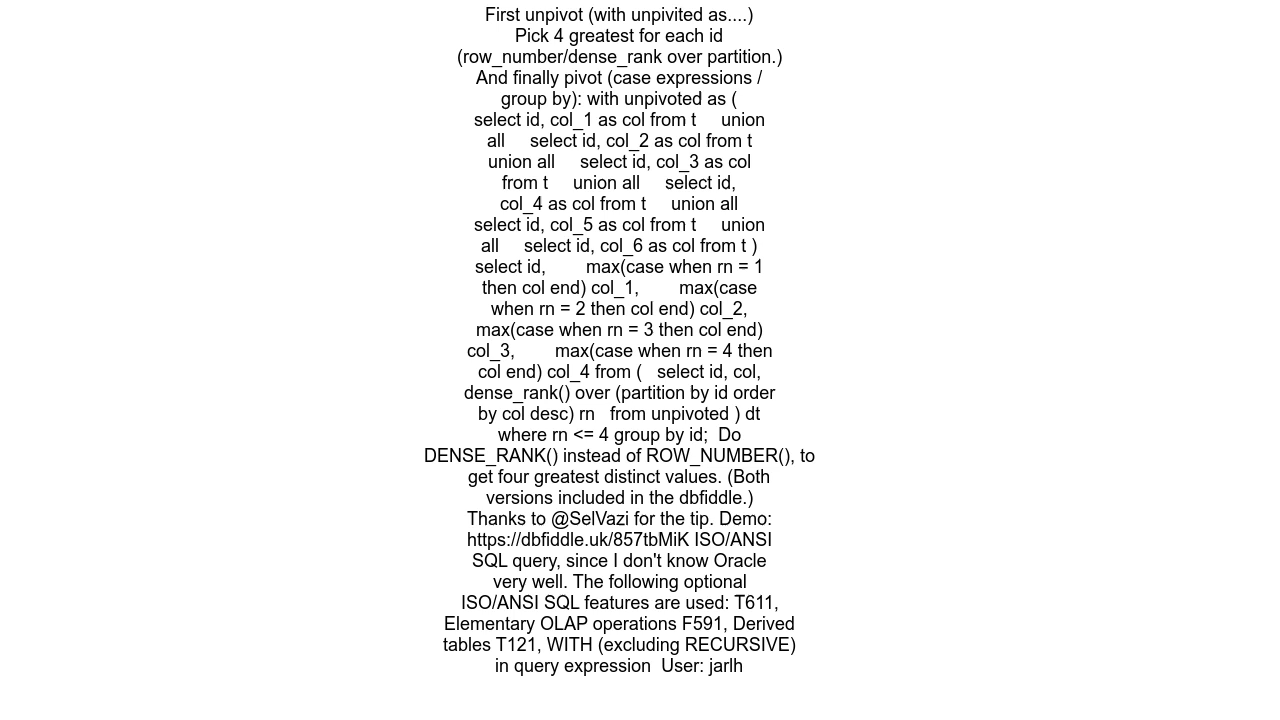 First unpivot (with unpivited as....)
Pick 4 greatest for each id
(row_number/dense_rank over partition.)
And finally pivot (case expressions /
group by): with unpivoted as (
select id, col_1 as col from t     union
all     select id, col_2 as col from t
union all     select id, col_3 as col
from t     union all     select id,
col_4 as col from t     union all
select id, col_5 as col from t     union
all     select id, col_6 as col from t )
select id,        max(case when rn = 1
then col end) col_1,        max(case
when rn = 2 then col end) col_2,
max(case when rn = 3 then col end)
col_3,        max(case when rn = 4 then
col end) col_4 from (   select id, col,
dense_rank() over (partition by id order
by col desc) rn   from unpivoted ) dt
where rn <= 4 group by id;  Do
DENSE_RANK() instead of ROW_NUMBER(), to
get four greatest distinct values. (Both
versions included in the dbfiddle.)
Thanks to @SelVazi for the tip. Demo:
https://dbfiddle.uk/857tbMiK ISO/ANSI
SQL query, since I don't know Oracle
very well. The following optional
ISO/ANSI SQL features are used: T611,
Elementary OLAP operations F591, Derived
tables T121, WITH (excluding RECURSIVE)
in query expression  User: jarlh